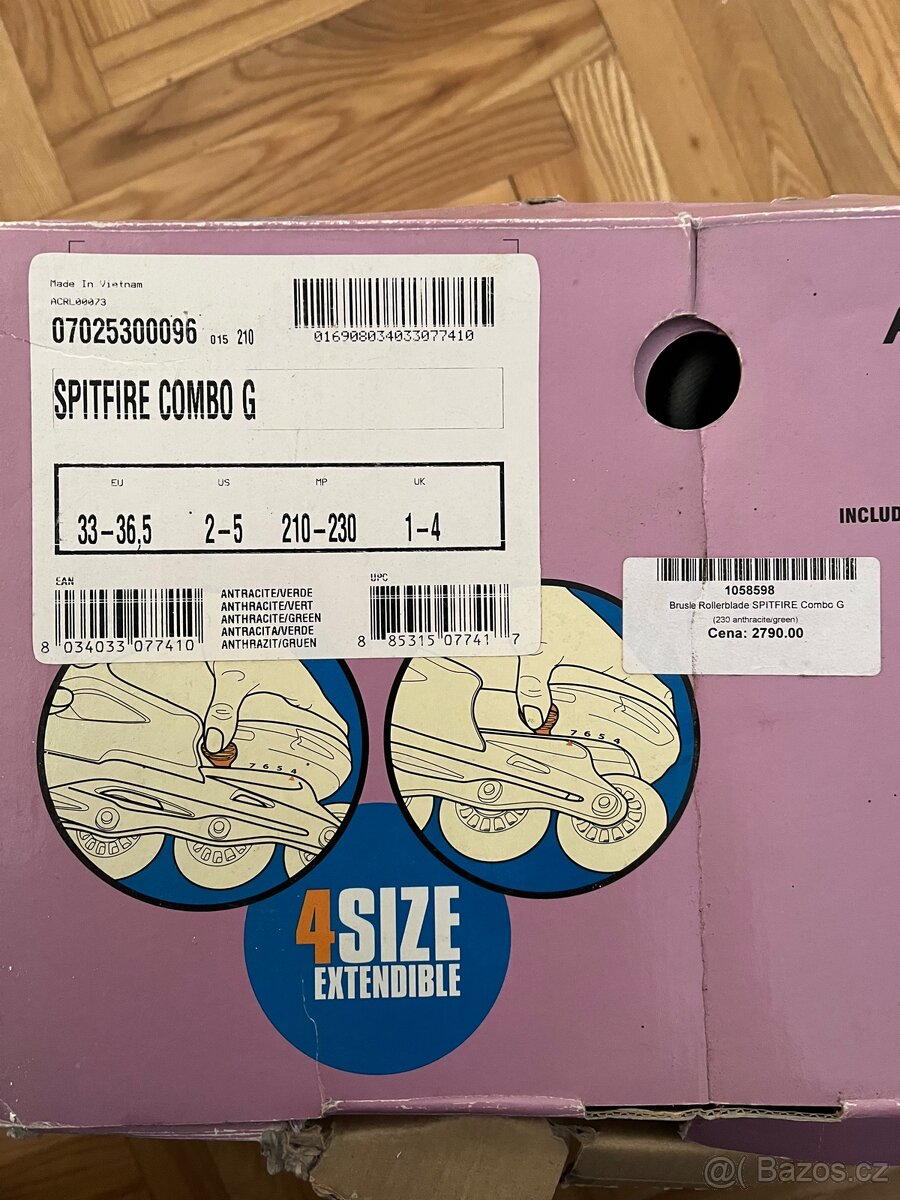 Made In Vietnam
ACRL00073
07025300096 015 210
016908034033077410
SPITFIRE COMBO G
EU US MP UK
33-36,5 2-5 210-230 1-4
EAN
8 034033 077410
ANTRACITE/VERDE
ANTHRACITE/VERT
ANTHRACITE/GREEN
ANTRACITA/VERDE
ANTHRAZIT/GRUEN
UPC
8 85315 07741 7
INCLUD
1058598
Brusle Rollerblade SPITFIRE Combo G
(230 anthracite/green)
Cena: 2790.00
7 6 5 4
7 6 5 4
4SIZE
EXTENDIBLE
@( Bazos.cz